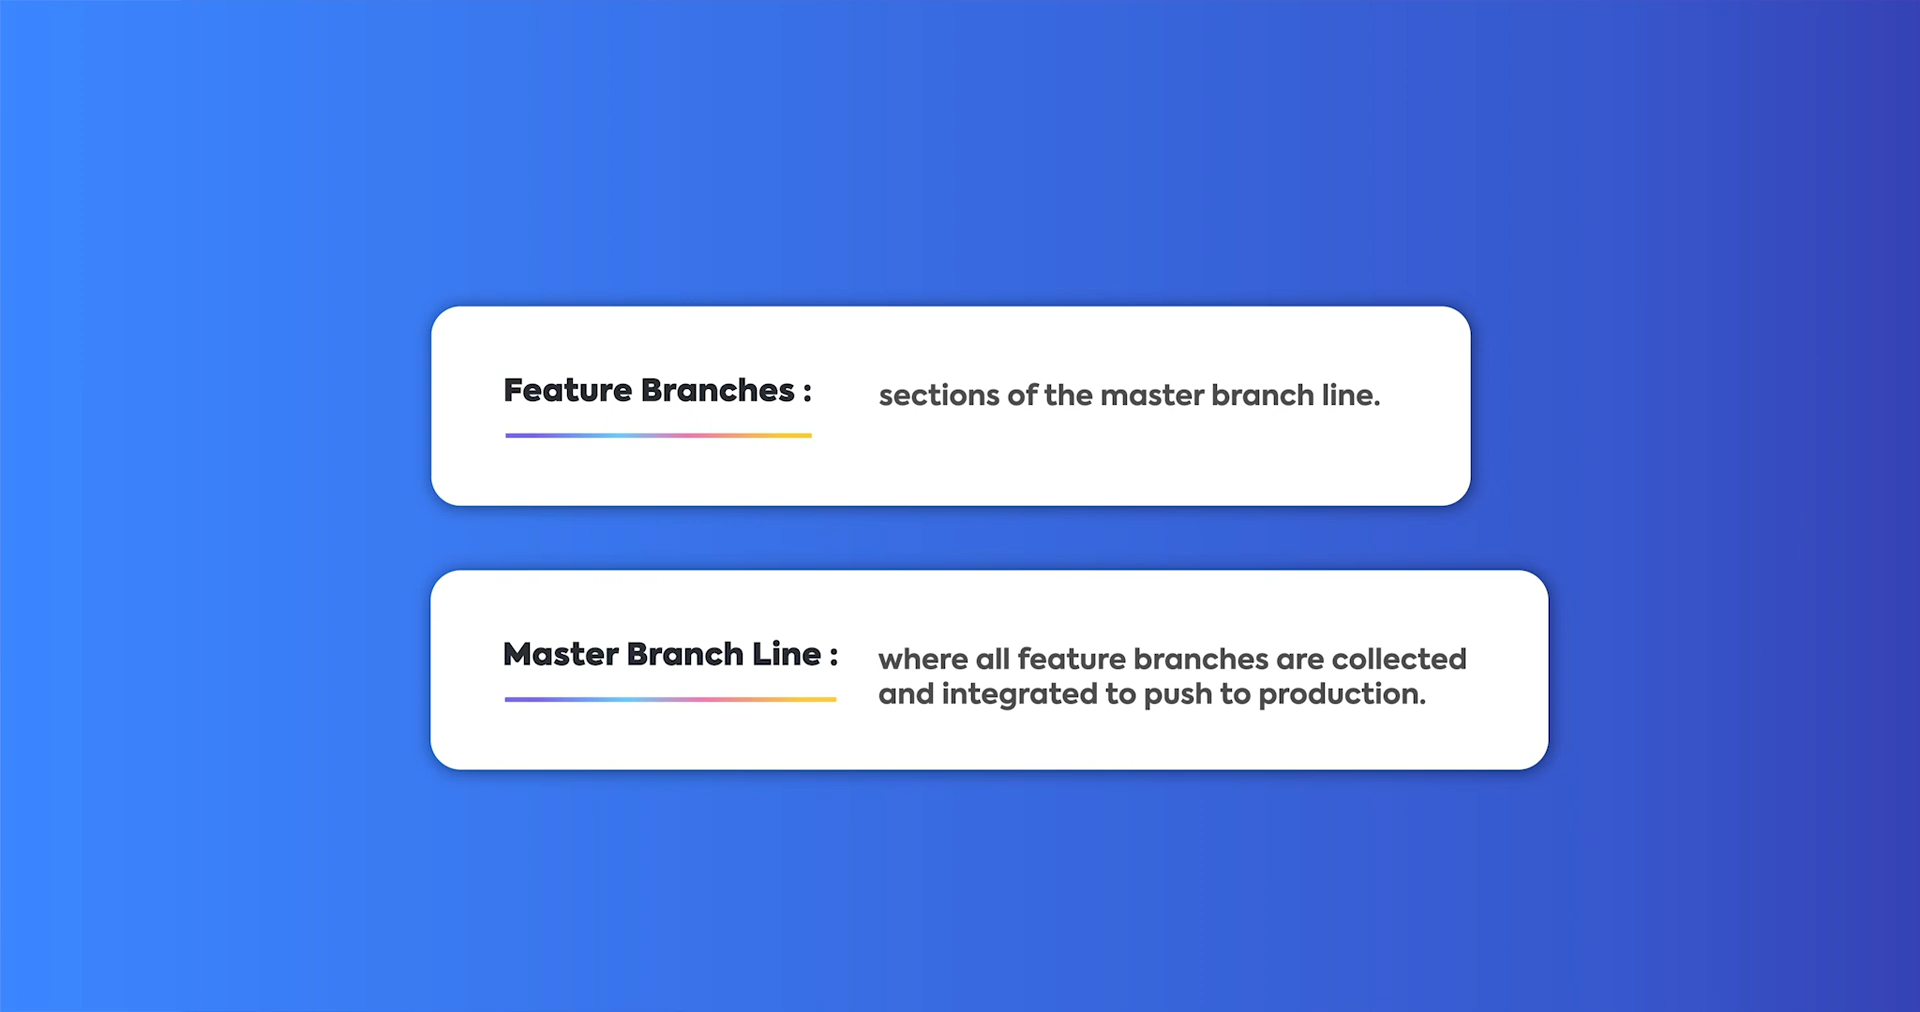 Feature Branches : sections of the master branch line.
Master Branch Line : where all feature branches are collected
and integrated to push to production.